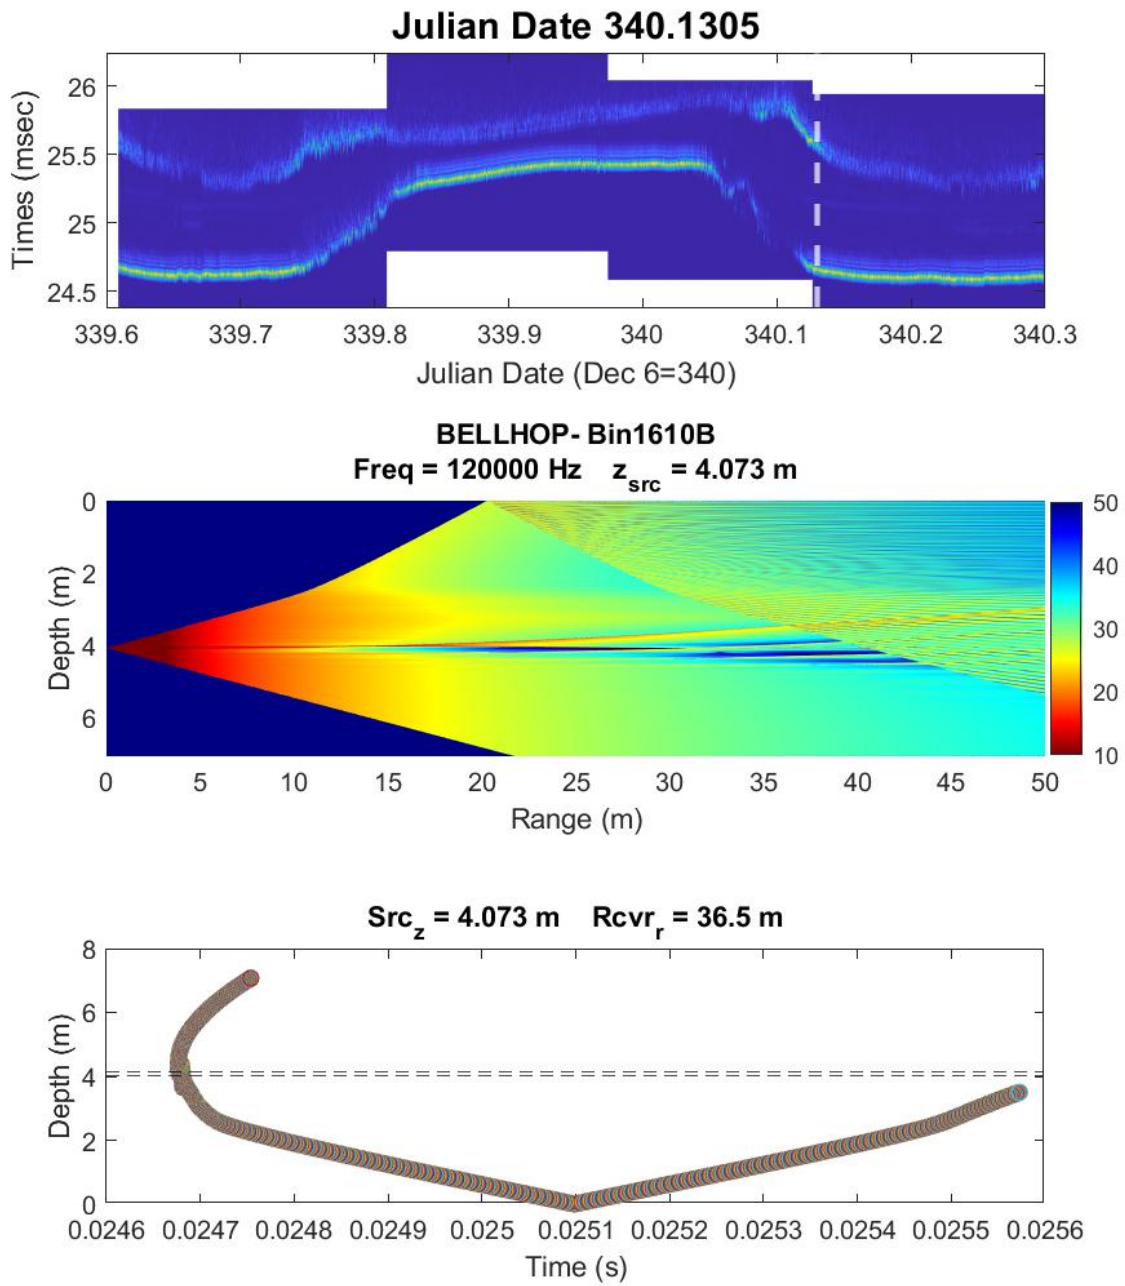 Julian Date 340.1305
Times (msec)
26
25.5
25
24.5
339.6 339.7 339.8 339.9 340 340.1 340.2 340.3
Julian Date (Dec 6=340)
BELLHOP- Bin1610B
Freq = 120000 Hz z_src = 4.073 m
Depth (m)
0
2
4
6
50
40
30
20
10
0 5 10 15 20 25 30 35 40 45 50
Range (m)
Src_z = 4.073 m Rcvr_r = 36.5 m
Depth (m)
8
6
4
2
0
0.0246 0.0247 0.0248 0.0249 0.025 0.0251 0.0252 0.0253 0.0254 0.0255 0.0256
Time (s)